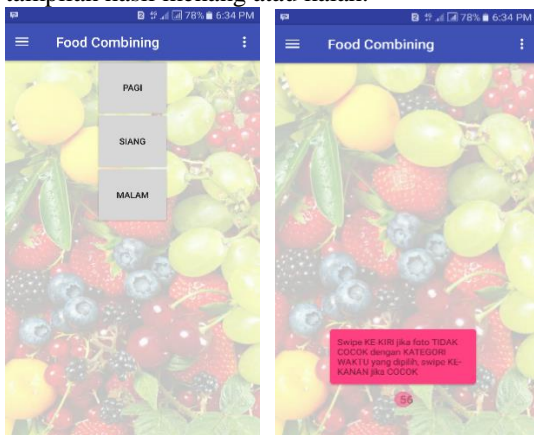 tampilan hasil menang atau kalah.
78% 6:34 PM
Food Combining
PAGI
SIANG
MALAM
78% 6:34 PM
Food Combining
Swipe KE KIRI jika foto TIDAK
COCOK dengan KATEGORI
WAKTU yang dipilih, swipe KE-
KANAN jika COCOK
56